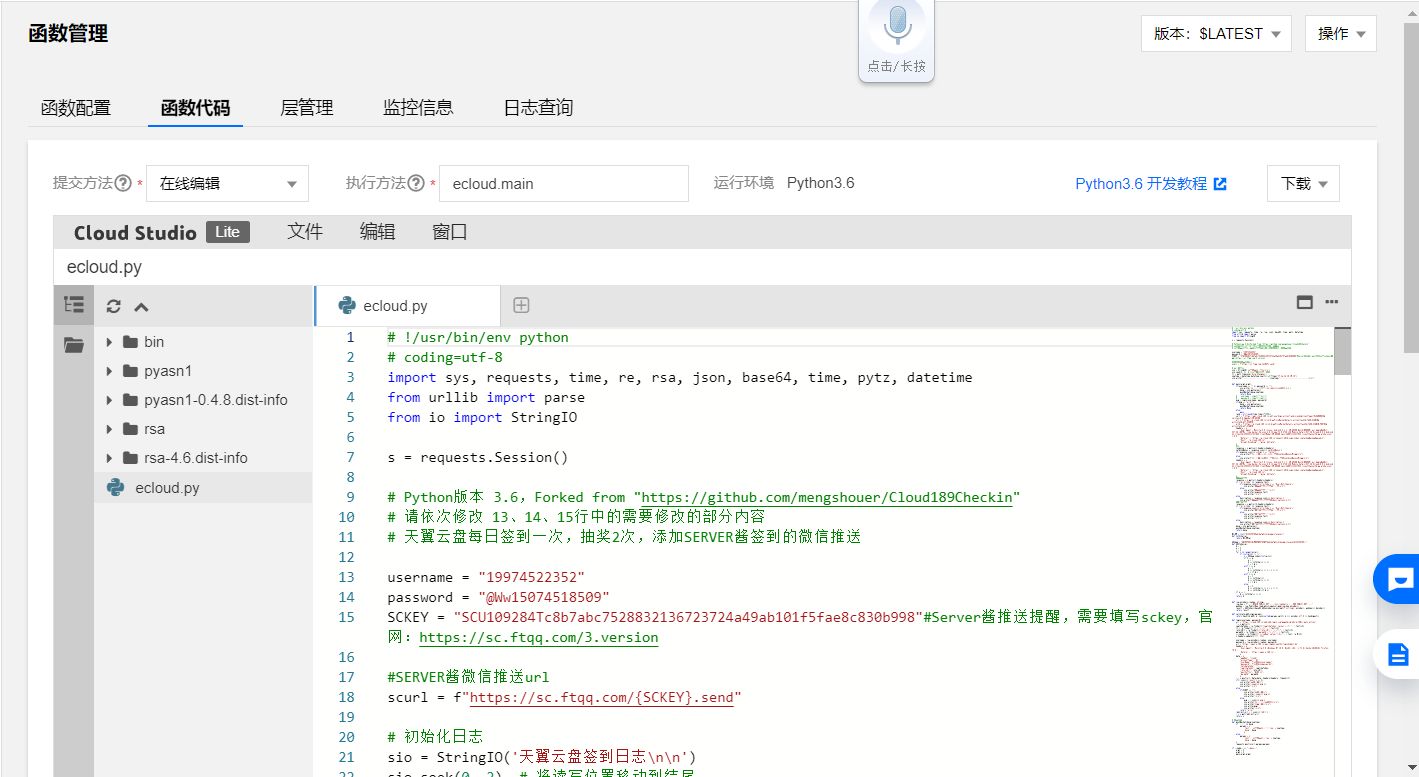 函数管理
点击/长按
版本：$LATEST
操作
函数配置
函数代码
层管理
监控信息
日志查询
提交方法 * 在线编辑
执行方法 * ecloud.main
运行环境 Python3.6
Python3.6 开发教程
下载
Cloud Studio Lite 文件 编辑 窗口
ecloud.py
bin
pyasn1
pyasn1-0.4.8.dist-info
rsa
rsa-4.6.dist-info
ecloud.py
ecloud.py
1 # !/usr/bin/env python
2 # coding=utf-8
3 import sys, requests, time, re, rsa, json, base64, time, pytz, datetime
4 from urllib import parse
5 from io import StringIO
6
7 s = requests.Session()
8
9 # Python版本 3.6，Forked from "https://github.com/mengshouer/Cloud189Checkin"
10 # 请依次修改 13、14、15行中的需要修改的部分内容
11 # 天翼云盘每日签到一次，抽奖2次，添加SERVER酱签到的微信推送
12
13 username = "19974522352"
14 password = "@Ww15074518509"
15 SCKEY = "SCU109284Tc8b7abc7528832136723724a49ab101f5fae8c830b998"#Server酱推送提醒，需要填写sckey，官
网：https://sc.ftqq.com/3.version
16
17 #SERVER酱微信推送url
18 scurl = f"https://sc.ftqq.com/{SCKEY}.send"
19
20 # 初始化日志
21 sio = StringIO('天翼云盘签到日志\n\n')
22 sio.seek(0, 2) # 将读写位置移动到结尾